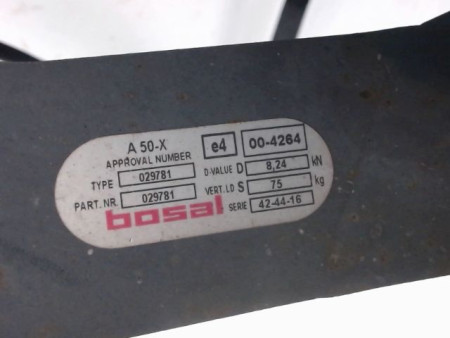 A 50-X e4 00-4264
APPROVAL NUMBER
TYPE 029781 D-VALUE D 8,24 kN
PART. NR. 029781 VERT. LD S 75 kg
bosal SERIE 42-44-16